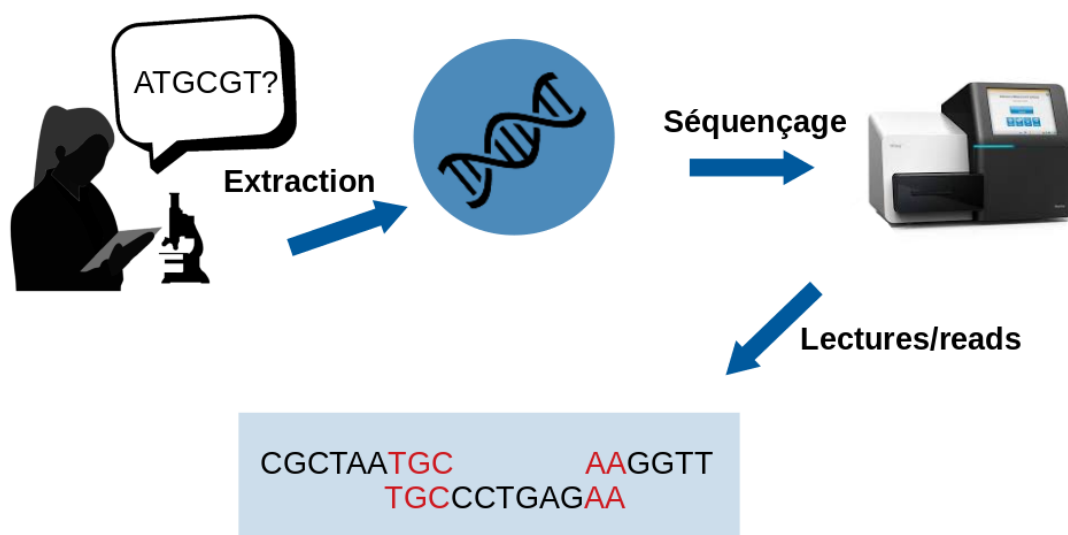 ATGCGT?
Extraction
Séquençage
Lectures/reads
CGCTAATGC AAGGTT
TGCCCTGAGAA